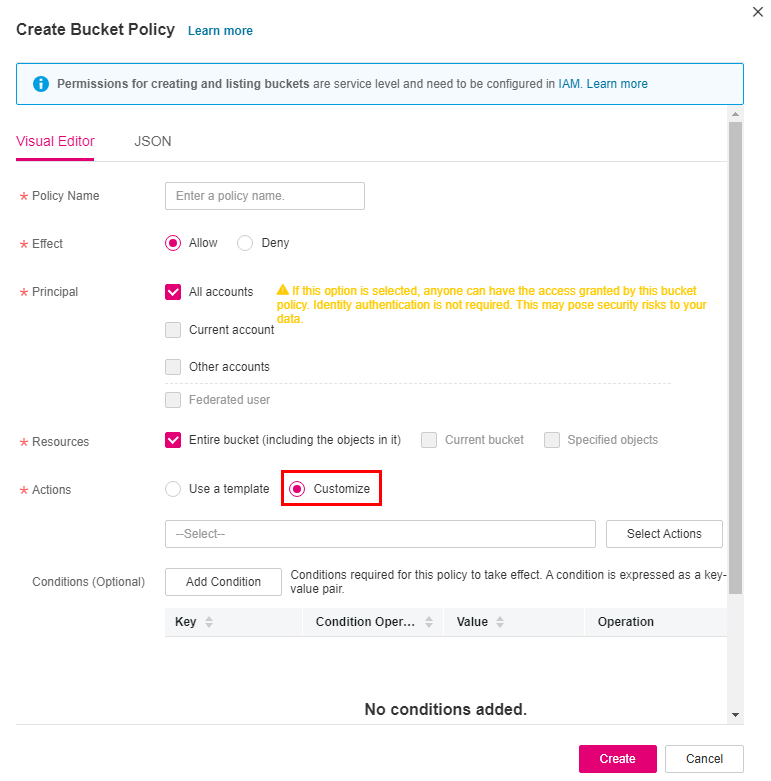 Create Bucket Policy Learn more
Permissions for creating and listing buckets are service level and need to be configured in IAM. Learn more
Visual Editor JSON
* Policy Name Enter a policy name.
* Effect Allow Deny
* Principal All accounts If this option is selected, anyone can have the access granted by this bucket
policy. Identity authentication is not required. This may pose security risks to your
data.
Current account
Other accounts
Federated user
* Resources Entire bucket (including the objects in it) Current bucket Specified objects
* Actions Use a template Customize
--Select-- Select Actions
Conditions (Optional) Add Condition Conditions required for this policy to take effect. A condition is expressed as a key-
value pair.
Key Condition Oper... Value Operation
No conditions added.
Create Cancel